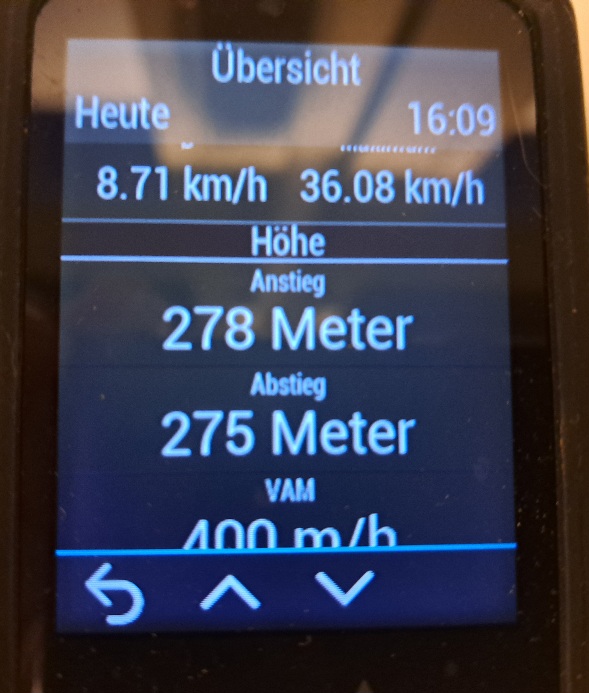 Übersicht
Heute 16:09
8.71 km/h 36.08 km/h
Höhe
Anstieg
278 Meter
Abstieg
275 Meter
VAM
400 m/h